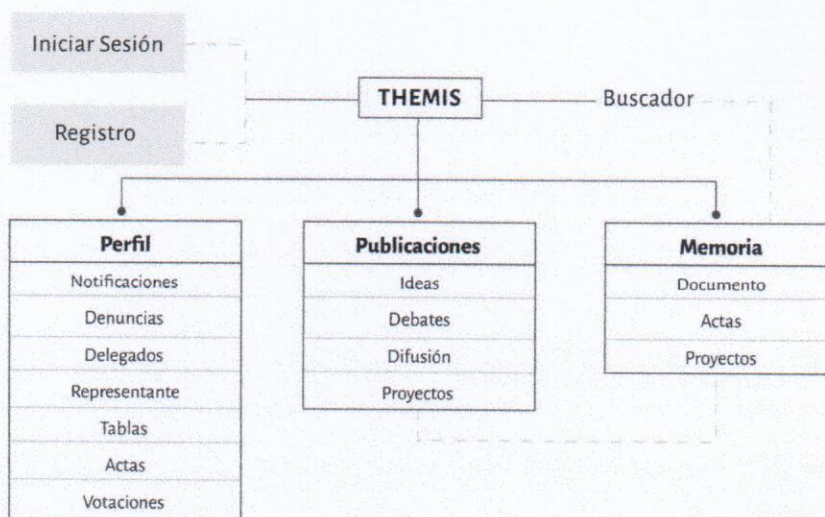 Iniciar Sesión
THEMIS
Buscador
Registro
Perfil
Notificaciones
Denuncias
Delegados
Representante
Tablas
Actas
Votaciones
Publicaciones
Ideas
Debates
Difusión
Proyectos
Memoria
Documento
Actas
Proyectos